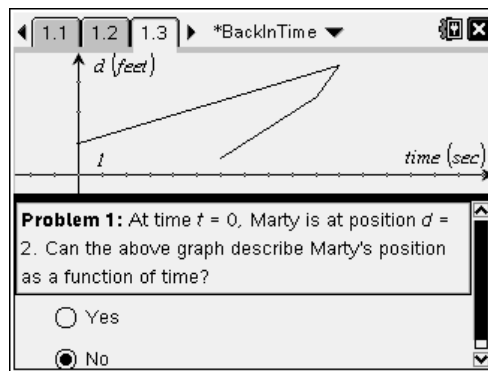 1.1 1.2 1.3 *BackInTime
d (feet)
1
time (sec)
Problem 1: At time t = 0, Marty is at position d =
2. Can the above graph describe Marty's position
as a function of time?
Yes
No